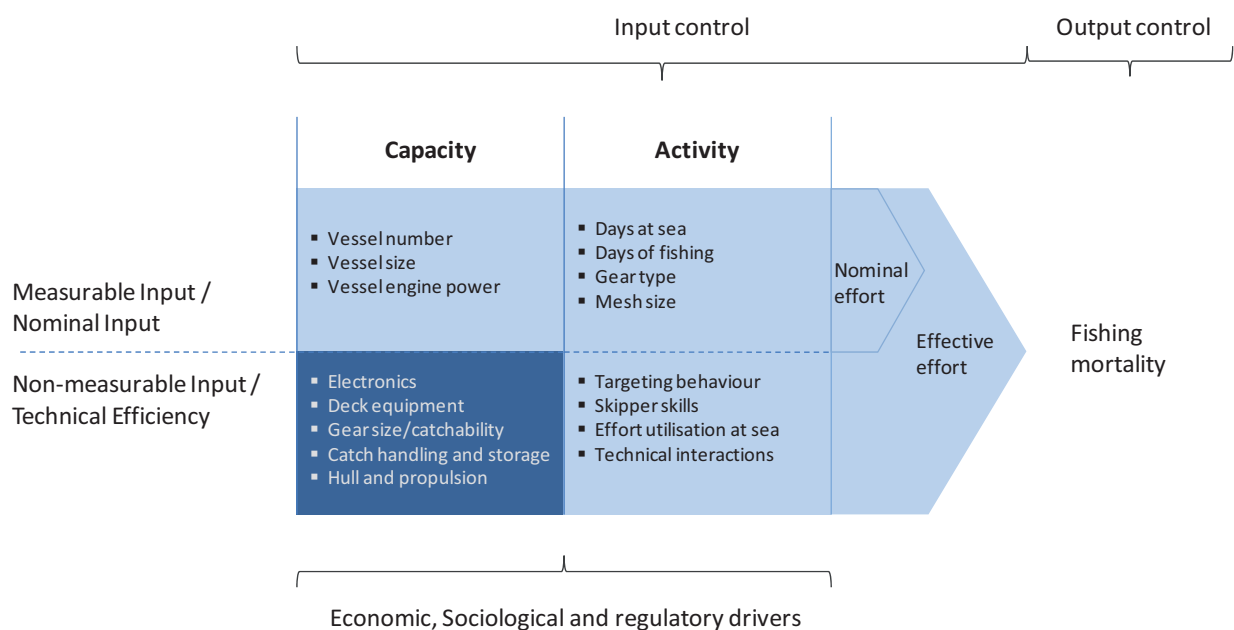 Input control
Output control
Capacity
Activity
Measurable Input /
Nominal Input
▪ Vessel number
▪ Vessel size
▪ Vessel engine power
▪ Days at sea
▪ Days of fishing
▪ Gear type
▪ Mesh size
Nominal
effort
Effective
effort
Fishing
mortality
Non-measurable Input /
Technical Efficiency
▪ Electronics
▪ Deck equipment
▪ Gear size/catchability
▪ Catch handling and storage
▪ Hull and propulsion
▪ Targeting behaviour
▪ Skipper skills
▪ Effort utilisation at sea
▪ Technical interactions
Economic, Sociological and regulatory drivers